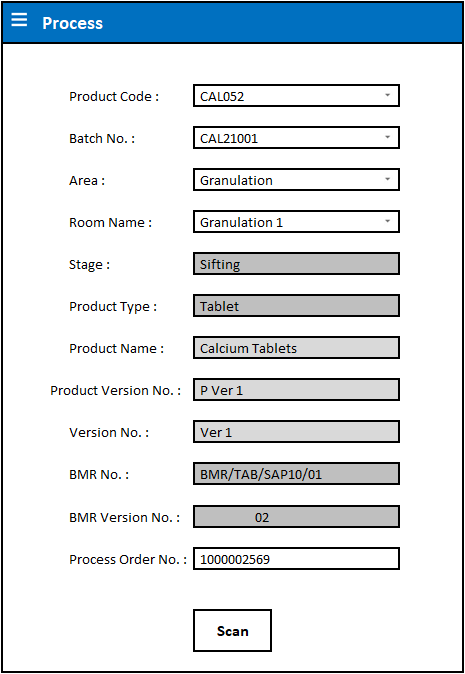 Process
Product Code : CAL052
Batch No. : CAL21001
Area : Granulation
Room Name : Granulation 1
Stage : Sifting
Product Type : Tablet
Product Name : Calcium Tablets
Product Version No. : P Ver 1
Version No. : Ver 1
BMR No. : BMR/TAB/SAP10/01
BMR Version No. : 02
Process Order No. : 1000002569
Scan